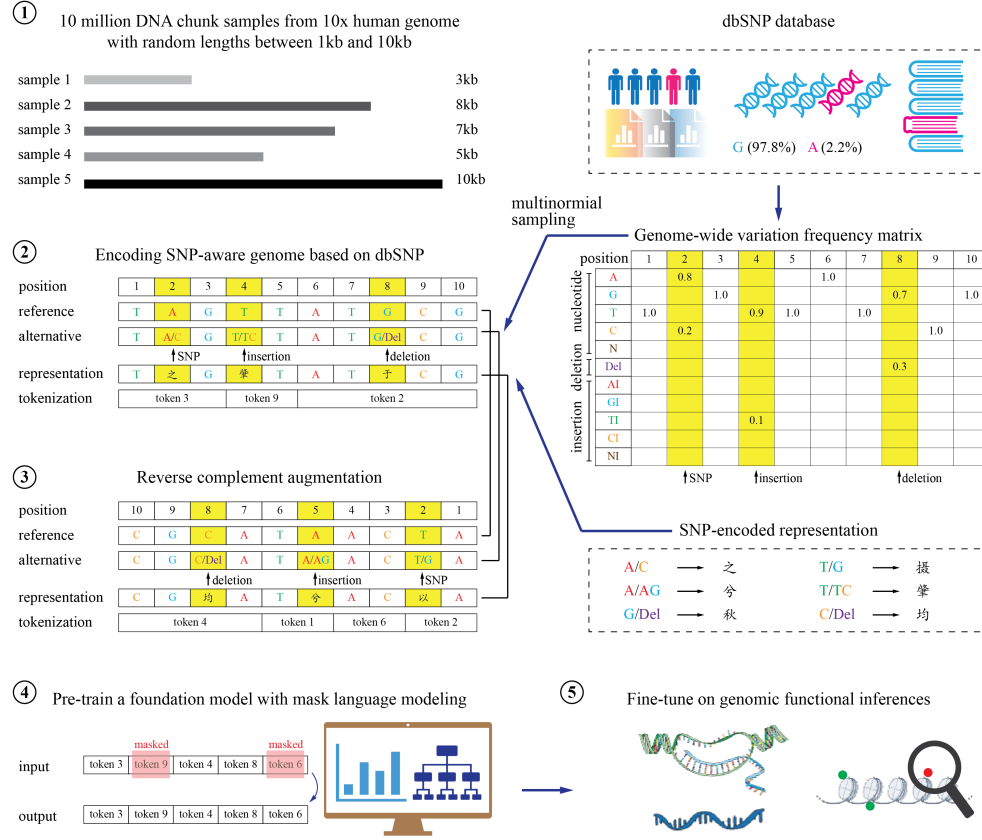 1
10 million DNA chunk samples from 10x human genome
with random lengths between 1kb and 10kb
sample 1 3kb
sample 2 8kb
sample 3 7kb
sample 4 5kb
sample 5 10kb
dbSNP database
G (97.8%) A (2.2%)
multinormial
sampling
Genome-wide variation frequency matrix
position 1 2 3 4 5 6 7 8 9 10
nucleotide
A 0.8 1.0
G 1.0 0.7 1.0
T 1.0 0.9 1.0 1.0
C 0.2 1.0
N
deletion
Del 0.3
insertion
AI
GI
TI 0.1
CI
NI
SNP insertion deletion
2
Encoding SNP-aware genome based on dbSNP
position 1 2 3 4 5 6 7 8 9 10
reference T A G T T A T G C G
alternative T A/C G T/TC T A T G/Del C G
SNP insertion deletion
representation T 之 G 肇 T A T 于 C G
tokenization token 3 token 9 token 2
3
Reverse complement augmentation
position 10 9 8 7 6 5 4 3 2 1
reference C G C A T A A C T A
alternative C G C/Del A T A/AG A C T/G A
deletion insertion SNP
representation C G 均 A T 兮 A C 以 A
tokenization token 4 token 1 token 6 token 2
SNP-encoded representation
A/C 之 T/G 摄
A/AG 兮 T/TC 肇
G/Del 秋 C/Del 均
4
Pre-train a foundation model with mask language modeling
masked masked
input token 3 token 9 token 4 token 8 token 6
output token 3 token 9 token 4 token 8 token 6
5
Fine-tune on genomic functional inferences